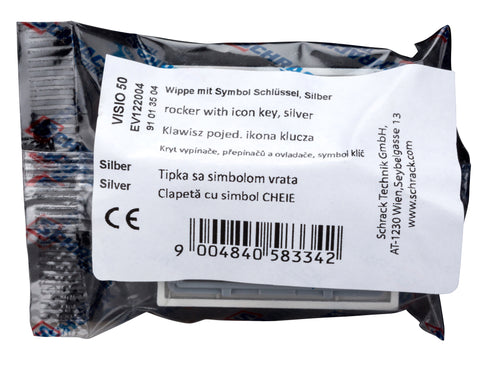 VISIO 50
EV122004
91 01 35 04
Wippe mit Symbol Schlüssel, Silber
rocker with icon key, silver
Klawisz pojed. ikona klucza
Kryt vypínače, přepínačů a ovladače, symbol klíč
Silber
Silver
Tipka sa simbolom vrata
Clapetă cu simbol CHEIE
CE
9 004840 583342
Schrack Technik GmbH,
AT-1230 Wien,Seybelgasse 13
www.schrack.com
SCHRACK